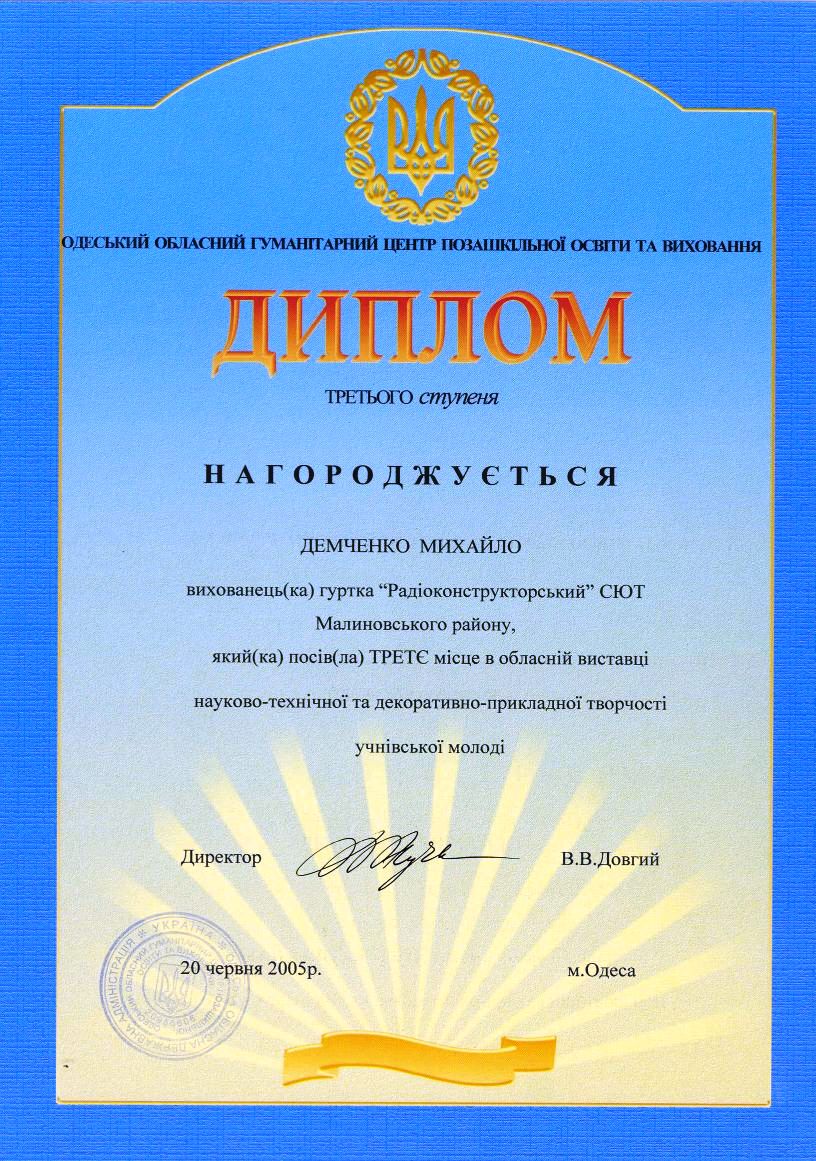 ОДЕСЬКИЙ ОБЛАСНИЙ ГУМАНІТАРНИЙ ЦЕНТР ПОЗАШКІЛЬНОЇ ОСВІТИ ТА ВИХОВАННЯ
ДИПЛОМ
ТРЕТЬОГО ступеня
НАГОРОДЖУЄТЬСЯ
ДЕМЧЕНКО МИХАЙЛО
вихованець(ка) гуртка “Радіоконструкторський” СЮТ
Малиновського району,
який(ка) посів(ла) ТРЕТЄ місце в обласній виставці
науково-технічної та декоративно-прикладної творчості
учнівської молоді
Директор В.В.Довгий
20 червня 2005р. м.Одеса
УКРАЇНА